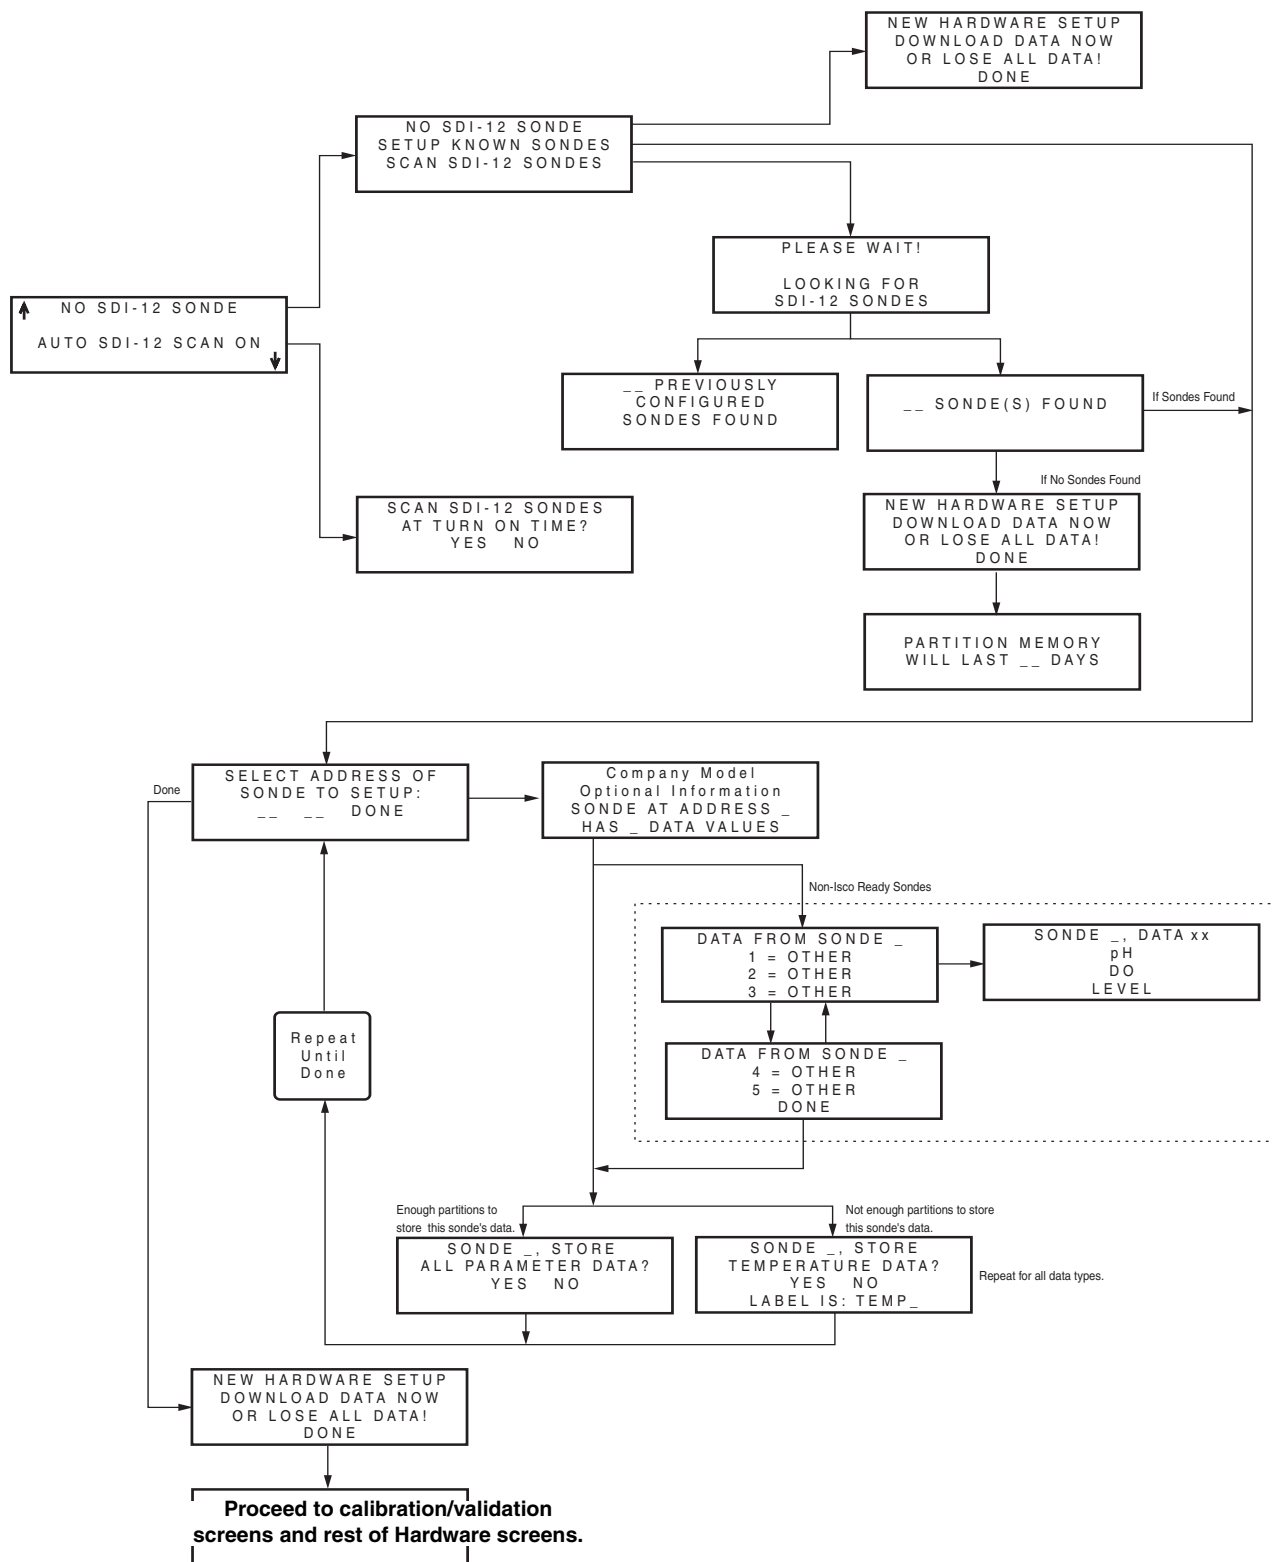 NEW HARDWARE SETUP
DOWNLOAD DATA NOW
OR LOSE ALL DATA!
DONE
NO SDI-12 SONDE
SETUP KNOWN SONDES
SCAN SDI-12 SONDES
PLEASE WAIT!
LOOKING FOR
SDI-12 SONDES
NO SDI-12 SONDE
AUTO SDI-12 SCAN ON
__ PREVIOUSLY
CONFIGURED
SONDES FOUND
__ SONDE(S) FOUND
If Sondes Found
If No Sondes Found
SCAN SDI-12 SONDES
AT TURN ON TIME?
YES NO
NEW HARDWARE SETUP
DOWNLOAD DATA NOW
OR LOSE ALL DATA!
DONE
PARTITION MEMORY
WILL LAST __ DAYS
Done
SELECT ADDRESS OF
SONDE TO SETUP:
__ __ DONE
Company Model
Optional Information
SONDE AT ADDRESS _
HAS _ DATA VALUES
Non-Isco Ready Sondes
DATA FROM SONDE _
1 = OTHER
2 = OTHER
3 = OTHER
SONDE _, DATA xx
pH
DO
LEVEL
Repeat
Until
Done
DATA FROM SONDE _
4 = OTHER
5 = OTHER
DONE
Enough partitions to
store this sonde's data.
Not enough partitions to store
this sonde's data.
SONDE _, STORE
ALL PARAMETER DATA?
YES NO
SONDE _, STORE
TEMPERATURE DATA?
YES NO
LABEL IS: TEMP_
Repeat for all data types.
NEW HARDWARE SETUP
DOWNLOAD DATA NOW
OR LOSE ALL DATA!
DONE
Proceed to calibration/validation
screens and rest of Hardware screens.